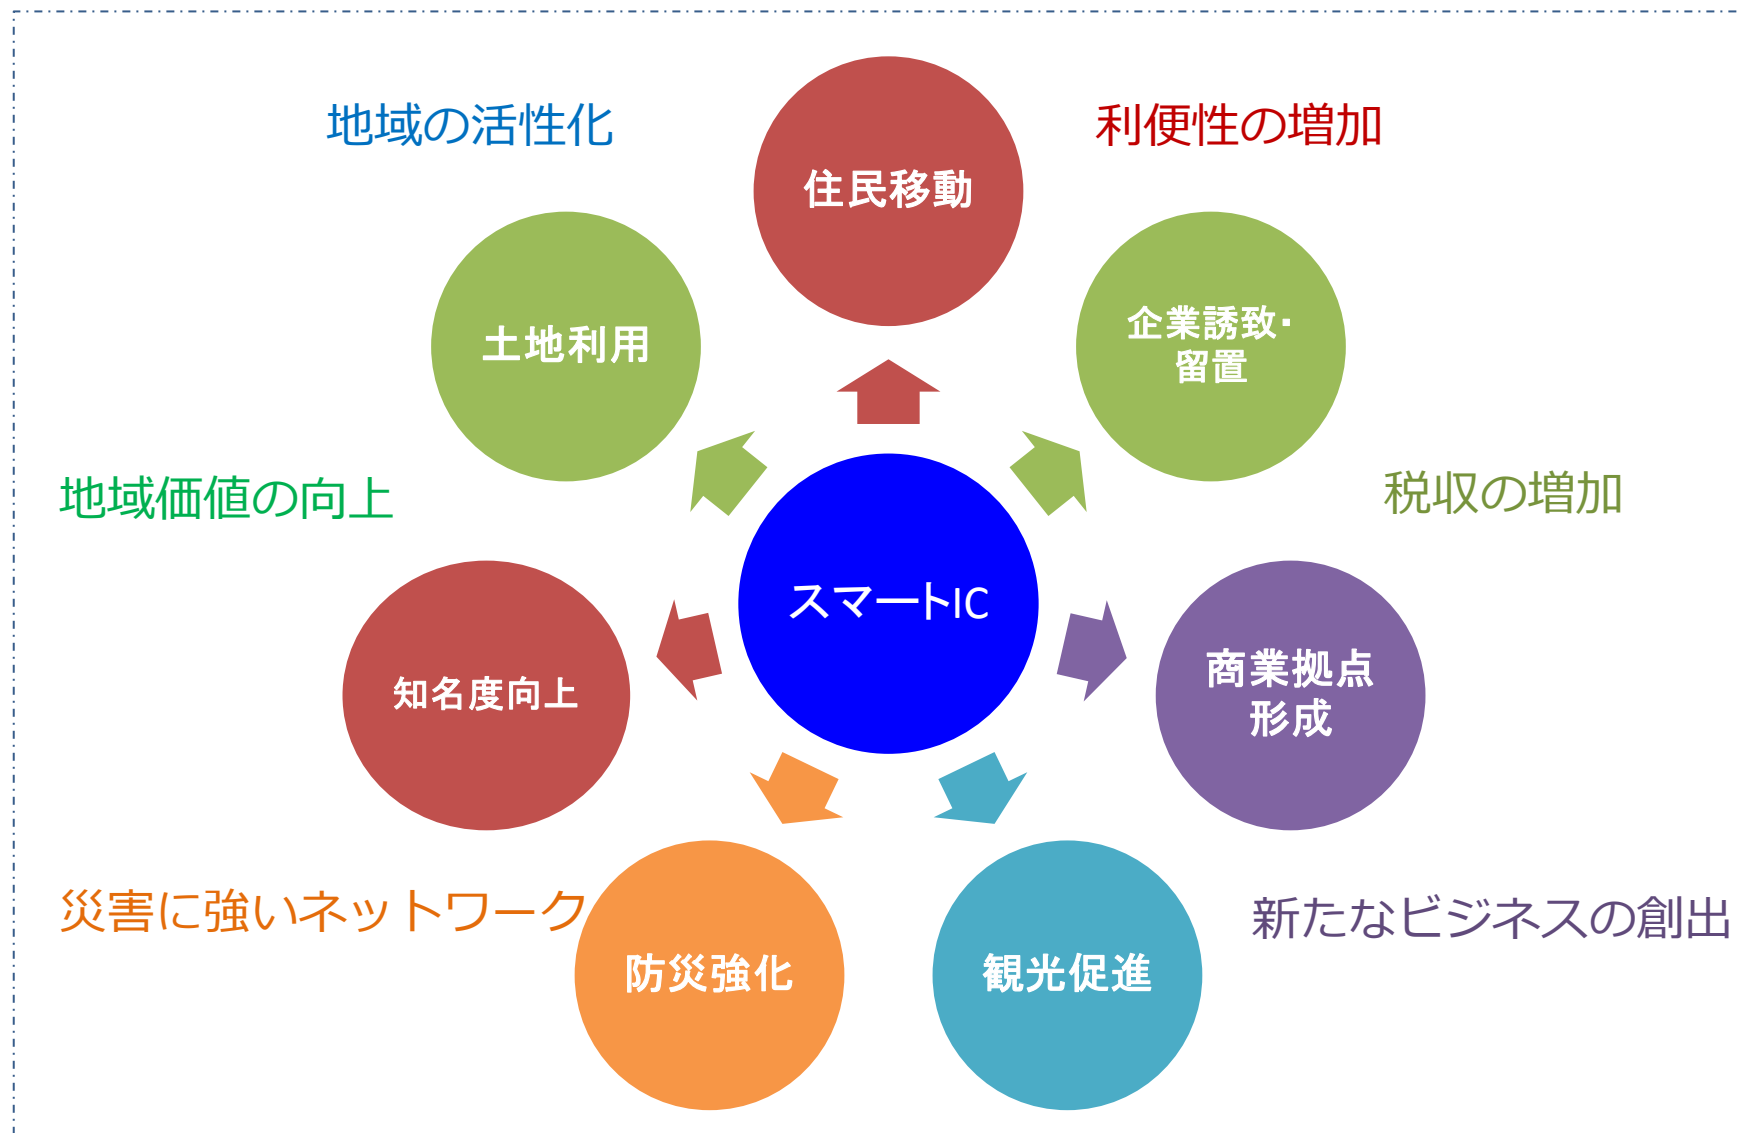 地域の活性化
利便性の増加
住民移動
土地利用
企業誘致・
留置
地域価値の向上
税収の増加
スマートIC
知名度向上
商業拠点
形成
災害に強いネットワーク
新たなビジネスの創出
防災強化
観光促進